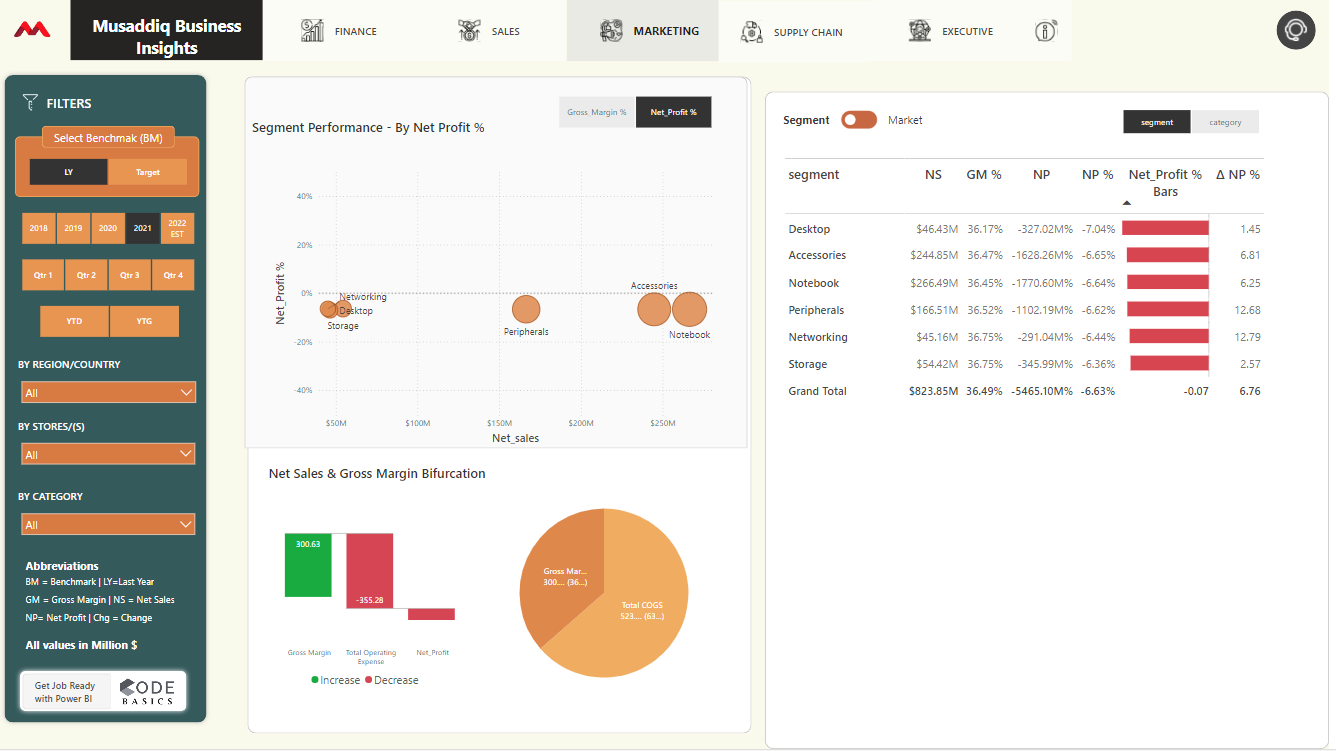 Musaddiq Business
Insights
FINANCE
SALES
MARKETING
SUPPLY CHAIN
EXECUTIVE
FILTERS
Select Benchmak (BM)
LY
Target
2018
2019
2020
2021
2022
EST
Qtr 1
Qtr 2
Qtr 3
Qtr 4
YTD
YTG
BY REGION/COUNTRY
All
BY STORES/(S)
All
BY CATEGORY
All
Abbreviations
BM = Benchmark | LY=Last Year
GM = Gross Margin | NS = Net Sales
NP= Net Profit | Chg = Change
All values in Million $
Get Job Ready
with Power BI
CODE
BASICS
Gross Margin %
Net_Profit %
Segment Performance - By Net Profit %
Net_Profit %
40%
20%
0%
-20%
-40%
Networking
Desktop
Storage
Peripherals
Accessories
Notebook
$50M
$100M
$150M
$200M
$250M
Net_sales
Net Sales & Gross Margin Bifurcation
300.63
-355.28
Gross Margin
Total Operating
Expense
Net_Profit
Increase
Decrease
Gross Mar...
300.... (36...)
Total COGS
523.... (63...)
Segment
Market
segment
category
segment NS GM % NP NP % Net_Profit % Δ NP %
Bars
Desktop $46.43M 36.17% -327.02M% -7.04% 1.45
Accessories $244.85M 36.47% -1628.26M% -6.65% 6.81
Notebook $266.49M 36.45% -1770.60M% -6.64% 6.25
Peripherals $166.51M 36.52% -1102.19M% -6.62% 12.68
Networking $45.16M 36.75% -291.04M% -6.44% 12.79
Storage $54.42M 36.75% -345.99M% -6.36% 2.57
Grand Total $823.85M 36.49% -5465.10M% -6.63% -0.07 6.76